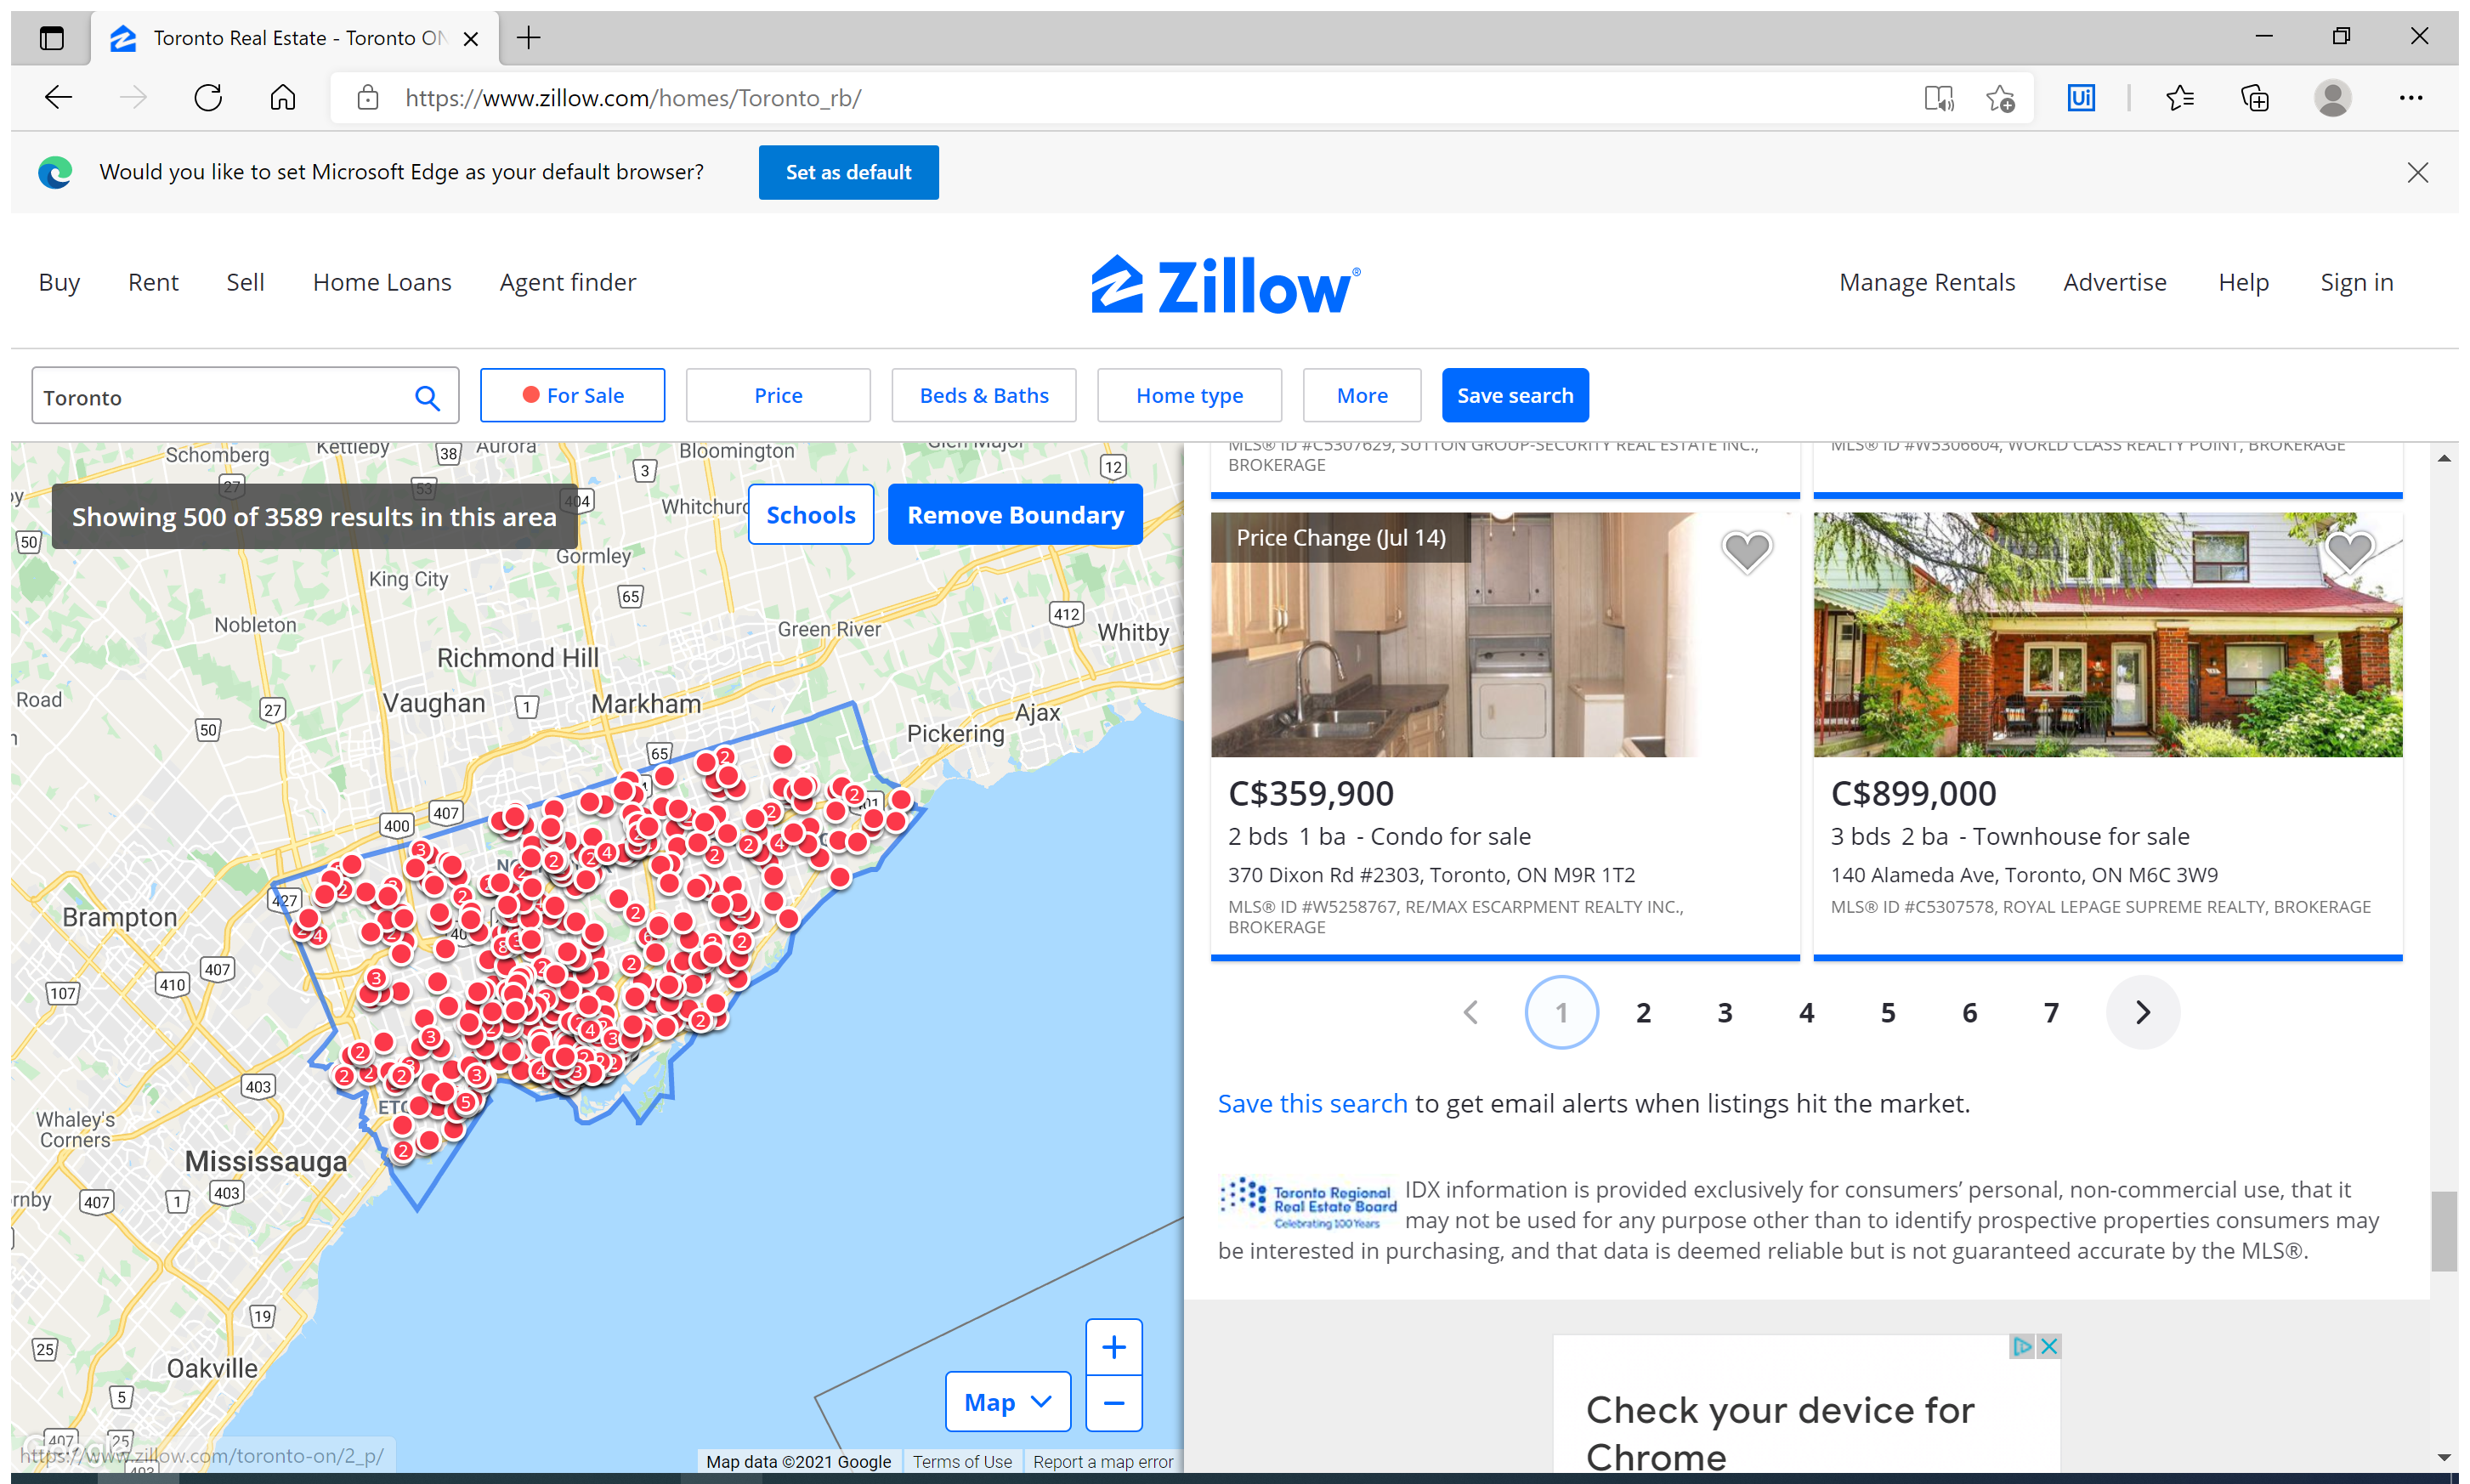 Toronto Real Estate - Toronto ON
https://www.zillow.com/homes/Toronto_rb/
Would you like to set Microsoft Edge as your default browser?
Set as default
Buy
Rent
Sell
Home Loans
Agent finder
Zillow®
Manage Rentals
Advertise
Help
Sign in
Toronto
For Sale
Price
Beds & Baths
Home type
More
Save search
Showing 500 of 3589 results in this area
Schools
Remove Boundary
Schomberg
Kettleby
Aurora
Bloomington
Whitchurc
Gormley
King City
Nobleton
Green River
Whitby
Richmond Hill
Vaughan
Markham
Road
Ajax
Pickering
Brampton
Whaley's
Corners
Mississauga
Oakville
Map
https://www.zillow.com/toronto-on/2_p/
Map data ©2021 Google
Terms of Use
Report a map error
MLS® ID #C5307629, SUTTON GROUP-SECURITY REAL ESTATE INC.,
BROKERAGE
MLS® ID #W5306604, WORLD CLASS REALTY POINT, BROKERAGE
Price Change (Jul 14)
C$359,900
2 bds 1 ba - Condo for sale
370 Dixon Rd #2303, Toronto, ON M9R 1T2
MLS® ID #W5258767, RE/MAX ESCARPMENT REALTY INC.,
BROKERAGE
C$899,000
3 bds 2 ba - Townhouse for sale
140 Alameda Ave, Toronto, ON M6C 3W9
MLS® ID #C5307578, ROYAL LEPAGE SUPREME REALTY, BROKERAGE
1 2 3 4 5 6 7
Save this search to get email alerts when listings hit the market.
Toronto Regional
Real Estate Board
Celebrating 100 Years
IDX information is provided exclusively for consumers' personal, non-commercial use, that it
may not be used for any purpose other than to identify prospective properties consumers may
be interested in purchasing, and that data is deemed reliable but is not guaranteed accurate by the MLS®.
Check your device for
Chrome